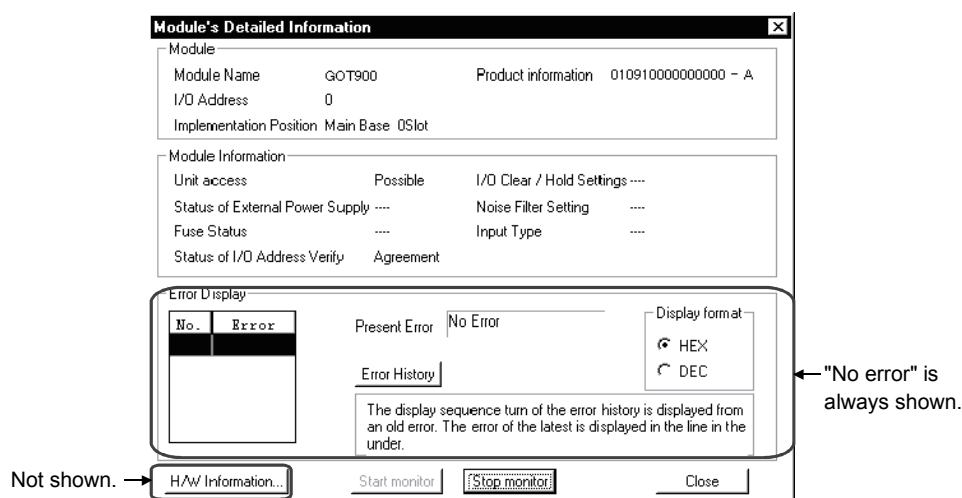 Module's Detailed Information
Module
Module Name GOT900 Product information 010910000000000 - A
I/O Address 0
Implementation Position Main Base 0Slot
Module Information
Unit access Possible I/O Clear / Hold Settings ----
Status of External Power Supply ---- Noise Filter Setting ----
Fuse Status ---- Input Type ----
Status of I/O Address Verify Agreement
Error Display
No. Error
Present Error No Error
Display format
HEX
DEC
Error History
The display sequence turn of the error history is displayed from
an old error. The error of the latest is displayed in the line in the
under.
"No error" is
always shown.
Not shown.
H/W Information... Start monitor Stop monitor Close